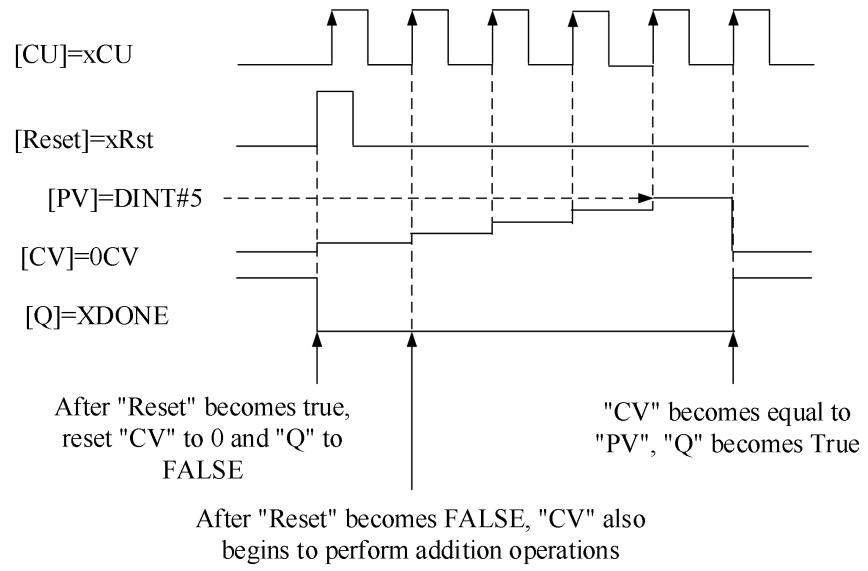 [CU]=xCU
[Reset]=xRst
[PV]=DINT#5
[CV]=0CV
[Q]=XDONE
After "Reset" becomes true,
reset "CV" to 0 and "Q" to
FALSE
"CV" becomes equal to
"PV", "Q" becomes True
After "Reset" becomes FALSE, "CV" also
begins to perform addition operations